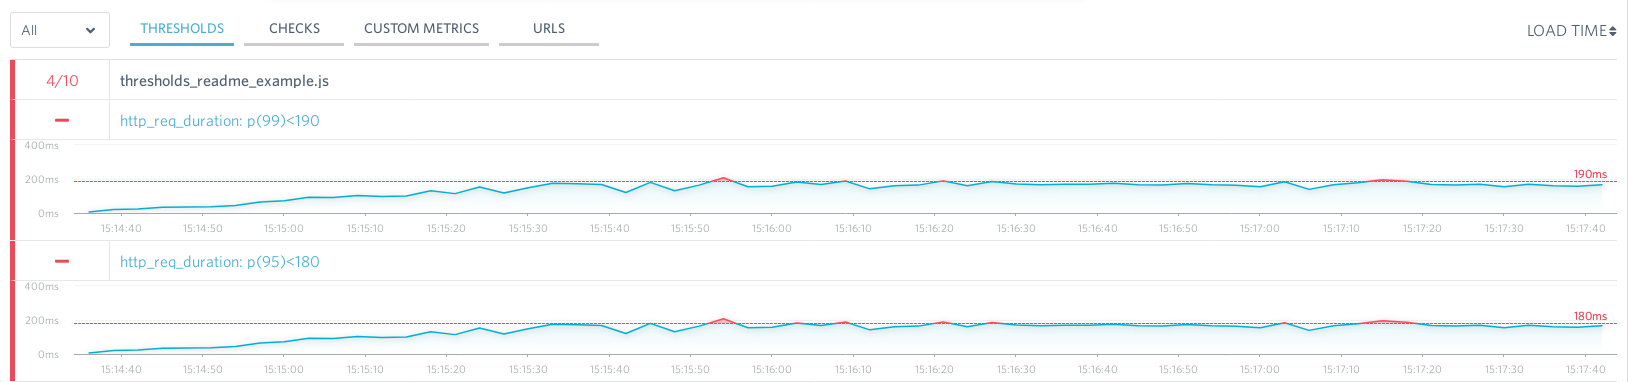 All THRESHOLDS CHECKS CUSTOM METRICS URLS LOAD TIME
4/10 thresholds_readme_example.js
http_req_duration: p(99)<190
400ms
190ms
200ms
0ms
15:14:40 15:14:50 15:15:00 15:15:10 15:15:20 15:15:30 15:15:40 15:15:50 15:16:00 15:16:10 15:16:20 15:16:30 15:16:40 15:16:50 15:17:00 15:17:10 15:17:20 15:17:30 15:17:40
http_req_duration: p(95)<180
400ms
180ms
200ms
0ms
15:14:40 15:14:50 15:15:00 15:15:10 15:15:20 15:15:30 15:15:40 15:15:50 15:16:00 15:16:10 15:16:20 15:16:30 15:16:40 15:16:50 15:17:00 15:17:10 15:17:20 15:17:30 15:17:40